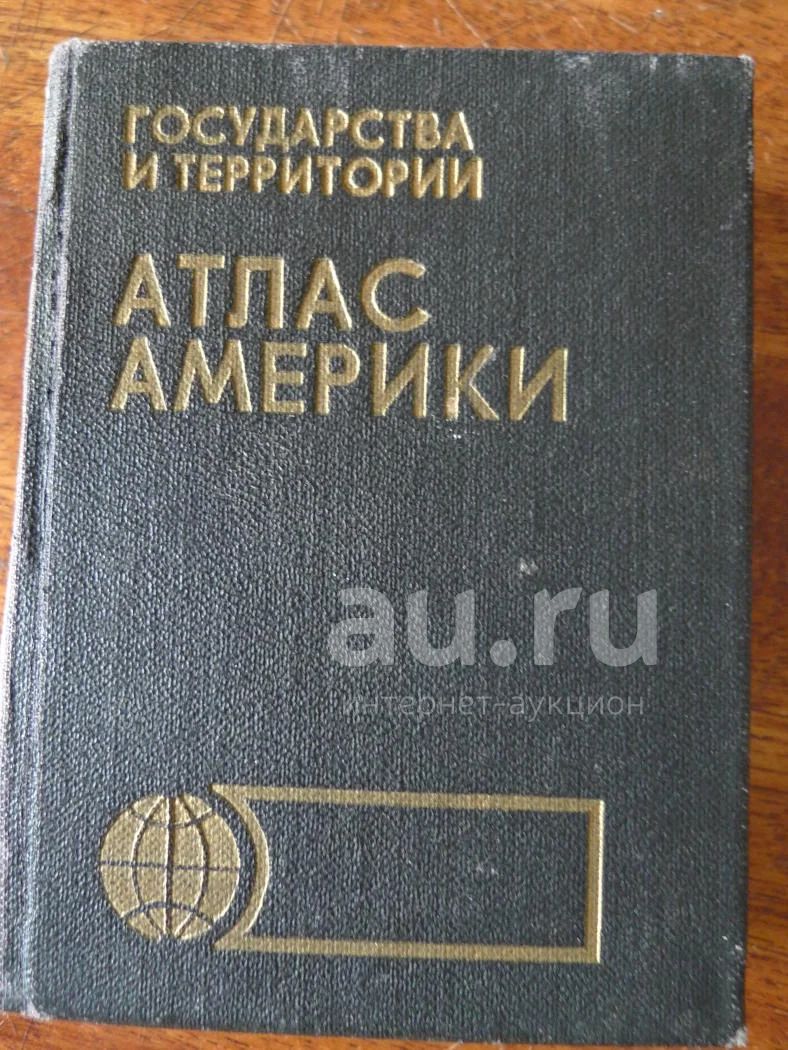 ГОСУДАРСТВА
И ТЕРРИТОРИИ
АТЛАС
АМЕРИКИ
au.ru
интернет-аукцион